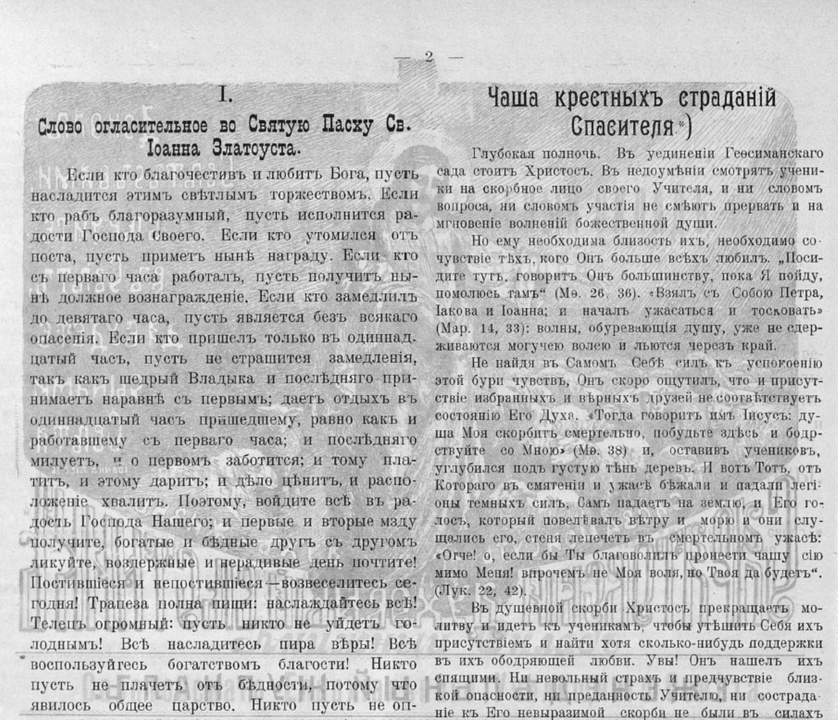 — 2 —
I.
Слово огласительное во Святую Пасху Св.
Іоанна Златоуста.
Если кто благочестивъ и любитъ Бога, пусть
насладится этимъ свѣтлымъ торжествомъ. Если
кто рабъ благоразумный, пусть исполнится ра-
дости Господа Своего. Если кто утомился отъ
поста, пусть приметъ нынѣ награду. Если кто
съ перваго часа работалъ, пусть получитъ ны-
нѣ должное вознагражденіе. Если кто замедлилъ
до девятаго часа, пусть является безъ всякаго
опасенія. Если кто пришелъ только въ одиннад-
цатый часъ, пусть не страшится замедленія,
такъ какъ щедрый Владыка и послѣдняго при-
нимаетъ наравнѣ съ первымъ; даетъ отдыхъ въ
одиннадцатый часъ пришедшему, равно какъ и
работавшему съ перваго часа; и послѣдняго
милуетъ, и о первомъ заботится; и тому пла-
титъ, и этому даритъ; и дѣло цѣнитъ, и распо-
ложеніе хвалитъ. Поэтому, войдите всѣ въ ра-
дость Господа Нашего; и первые и вторые мзду
получите, богатые и бѣдные другъ съ другомъ
ликуйте, воздержные и нерадивые день почтите!
Постившіеся и непостившіеся—возвеселитесь се-
годня! Трапеза полна пищи: наслаждайтесь всѣ!
Телецъ огромный: пусть никто не уйдетъ го-
лоднымъ! Всѣ насладитесь пира вѣры! Всѣ
воспользуйтесь богатствомъ благости! Никто
пусть не плачетъ отъ бѣдности, потому что
явилось общее царство. Никто пусть не оп-
Чаша крестныхъ страданій
Спасителя*)
Глубокая полночь. Въ уединеніи Геѳсиманскаго
сада стоитъ Христосъ. Въ недоумѣніи смотрятъ учени-
ки на скорбное лицо своего Учителя, и ни словомъ
вопроса, ни словомъ участія не смѣютъ прервать и на
мгновеніе волненій божественной души.
Но ему необходима близость ихъ, необходимо со-
чувствіе тѣхъ, кого Онъ больше всѣхъ любилъ. „Поси-
дите тутъ, говоритъ Онъ большинству, пока Я пойду,
помолюсь тамъ“ (Мѳ. 26, 36). «Взялъ съ Собою Петра,
Іакова и Іоанна; и началъ ужасаться и тосковать»
(Мар. 14, 33): волны, обуревающія душу, уже не сдер-
живаются могучею волею и льются черезъ край.
Не найдя въ Самомъ Себѣ силъ къ успокоенію
этой бури чувствъ, Онъ скоро ощутилъ, что и присут-
ствіе избранныхъ и вѣрныхъ друзей не соотвѣтствуетъ
состоянію Его Духа. «Тогда говоритъ имъ Іисусъ: ду-
ша Моя скорбитъ смертельно, побудьте здѣсь и бодр-
ствуйте со Мною» (Мѳ. 38) и, оставивъ учениковъ,
углубился подъ густую тѣнь деревъ. И вотъ Тотъ, отъ
Котораго въ смятеніи и ужасѣ бѣжали и падали легі-
оны темныхъ силъ, Самъ падаетъ на землю, и Его го-
лосъ, который повелѣвалъ вѣтру и морю и они слу-
щались его, стеня лепечетъ въ смертельномъ ужасѣ:
«Отче! о, если бы Ты благоволилъ пронести чашу сію
мимо Меня! впрочемъ не Моя воля, но Твоя да будетъ“.
(Лук. 22, 42).
Въ душевной скорби Христосъ прекращаетъ мо-
литву и идетъ къ ученикамъ, чтобы утѣшить Себя ихъ
присутствіемъ и найти хотя сколько-нибудь поддержки
въ ихъ ободряющей любви. Увы! Онъ нашелъ ихъ
спящими. Ни невольный страхъ и предчувствіе близ-
кой опасности, ни преданность Учителю, ни сострада-
ніе къ Его невыразимой скорби не были въ силахъ